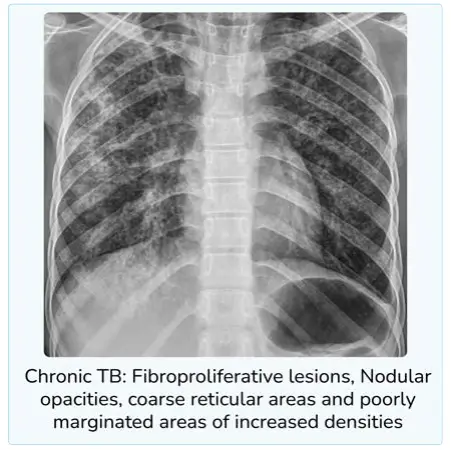 Chronic TB: Fibroproliferative lesions, Nodular
opacities, coarse reticular areas and poorly
marginated areas of increased densities